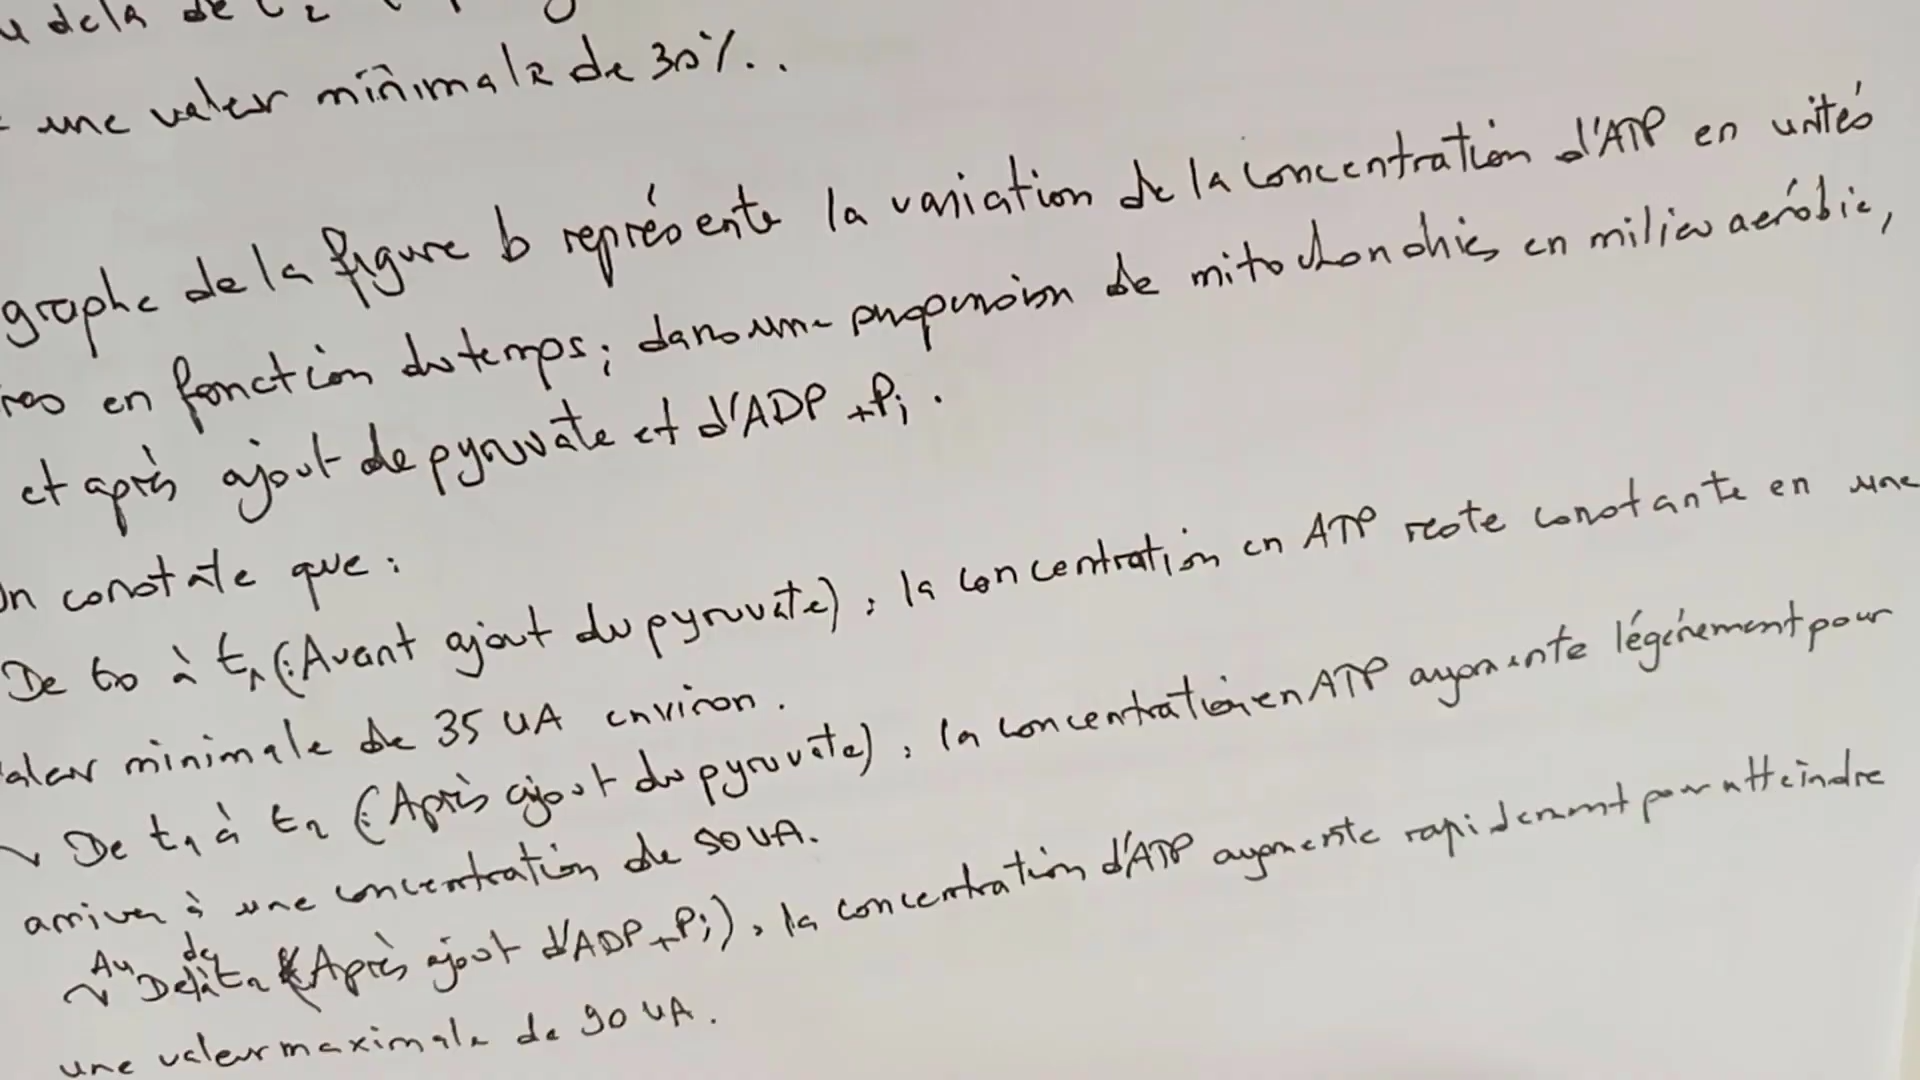 au dela de t2
une valeur minimale de 30%..
graphe de la figure b représente la variation de la concentration d'ATP en unités
res en fonction du temps; dans une suspension de mitochondries en milieu aérobie,
et après ajout de pyruvate et d'ADP+Pi.
on constate que:
De t0 à t1 (:Avant ajout du pyruvate), la concentration en ATP reste constante en une
valeur minimale de 35 UA environ.
De t1 à t2 (:Après ajout du pyruvate), la concentration en ATP augmente légèrement pour
arriver à une concentration de 50 UA.
Au delà de t2 (Après ajout d'ADP+Pi), la concentration d'ATP augmente rapidement pour atteindre
une valeur maximale de 90 UA.